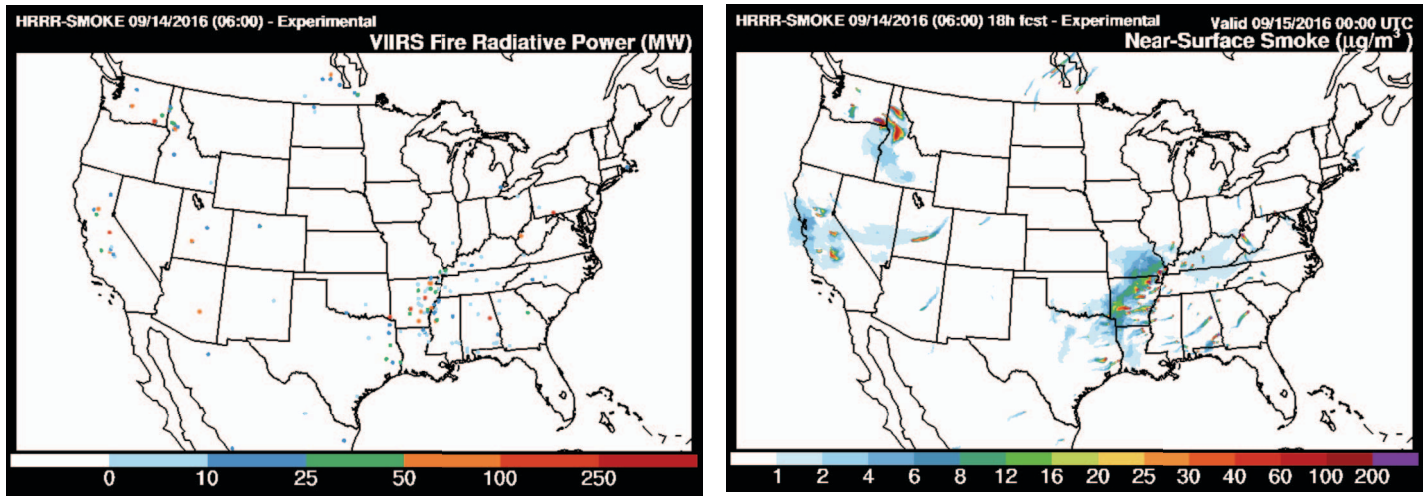 HRRR-SMOKE 09/14/2016 (06:00) - Experimental
VIIRS Fire Radiative Power (MW)
0 10 25 50 100 250
HRRR-SMOKE 09/14/2016 (06:00) 18h fcst - Experimental
Valid 09/15/2016 00:00 UTC
Near-Surface Smoke (μg/m³)
1 2 4 6 8 12 16 20 25 30 40 60 100 200